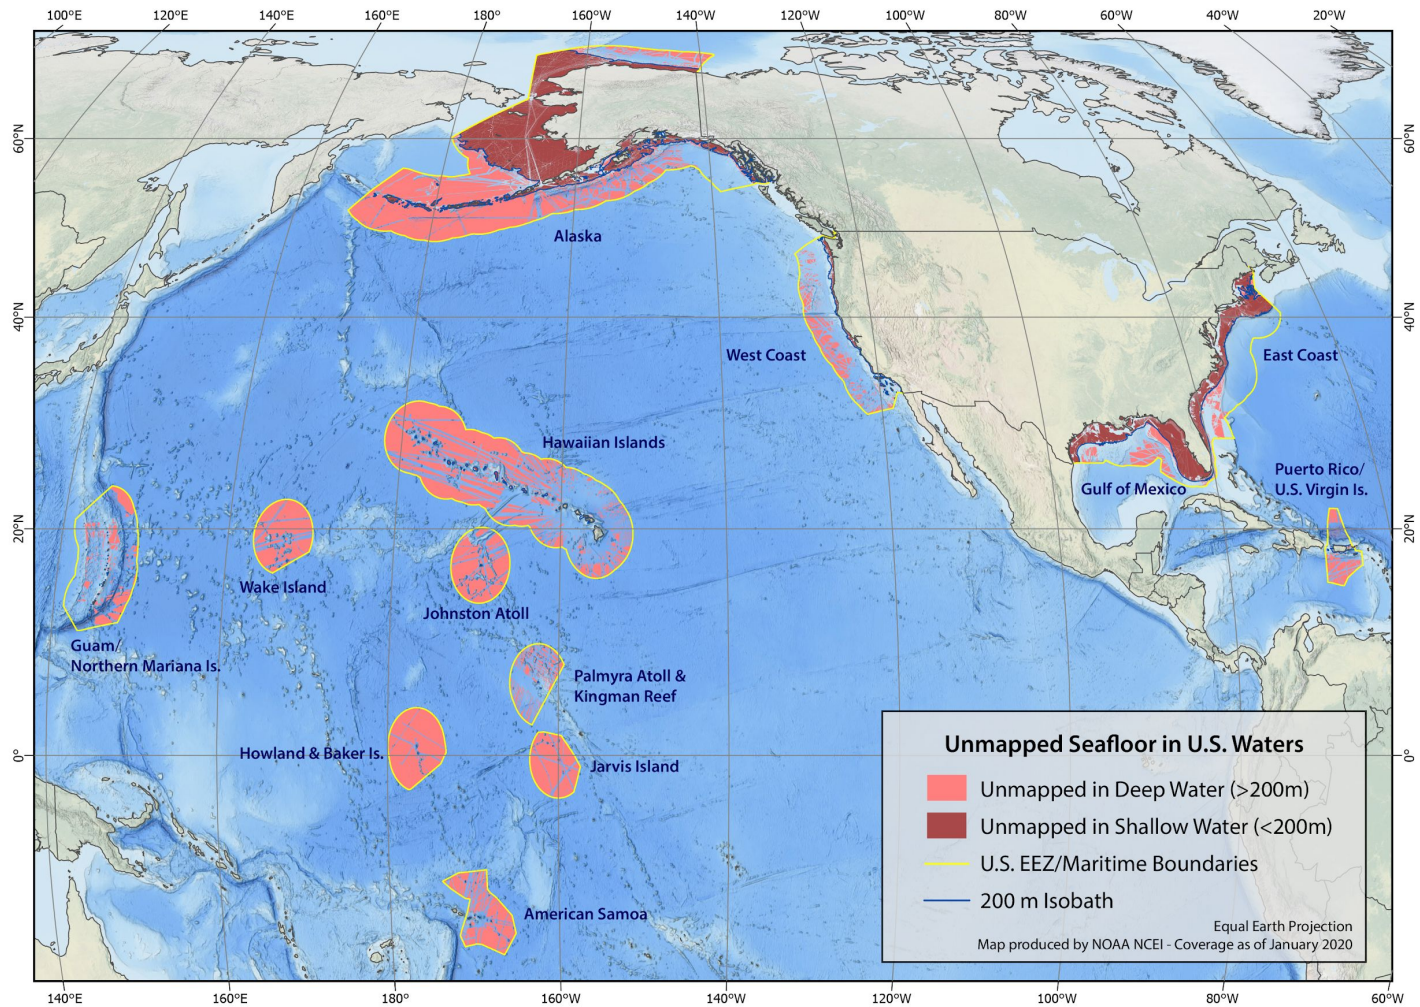 100°E 120°E 140°E 160°E 180° 160°W 140°W 120°W 100°W 80°W 60°W 40°W 20°W
60°N
60°N
Alaska
40°N
40°N
West Coast
East Coast
Hawaiian Islands
Puerto Rico/
U.S. Virgin Is.
Gulf of Mexico
20°N
20°N
Wake Island
Johnston Atoll
Guam/
Northern Mariana Is.
Palmyra Atoll &
Kingman Reef
Howland & Baker Is.
Jarvis Island
0°
0°
American Samoa
Unmapped Seafloor in U.S. Waters
Unmapped in Deep Water (>200m)
Unmapped in Shallow Water (<200m)
U.S. EEZ/Maritime Boundaries
200 m Isobath
Equal Earth Projection
Map produced by NOAA NCEI - Coverage as of January 2020
140°E 160°E 180° 160°W 140°W 120°W 100°W 80°W 60°W